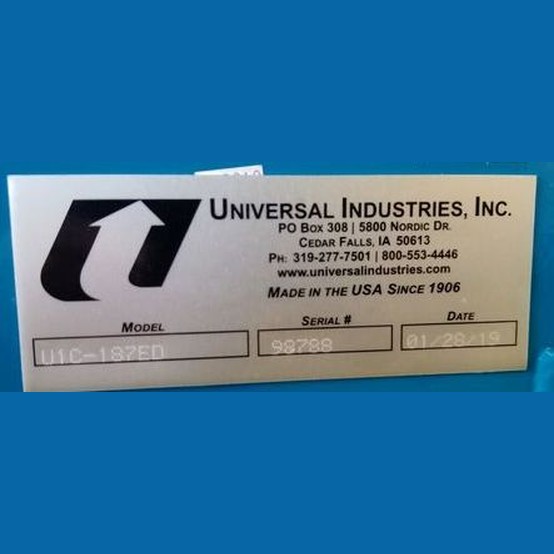 UNIVERSAL INDUSTRIES, INC.
PO BOX 308 | 5800 NORDIC DR.
CEDAR FALLS, IA 50613
PH: 319-277-7501 | 800-553-4446
www.universalindustries.com
MADE IN THE USA SINCE 1906
MODEL
U1C-187ED
SERIAL #
98788
DATE
01/28/19